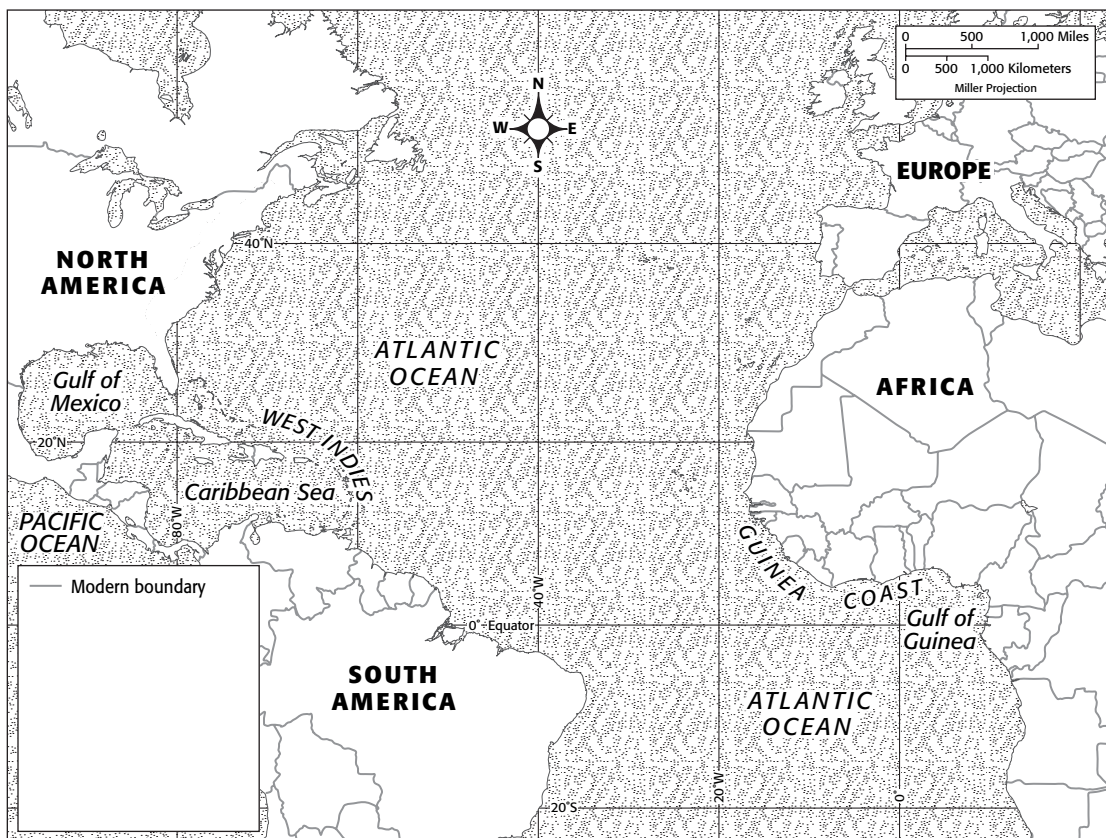 0 500 1,000 Miles
0 500 1,000 Kilometers
Miller Projection
N
W E
S
EUROPE
40°N
NORTH
AMERICA
ATLANTIC
OCEAN
AFRICA
Gulf of
Mexico
WEST INDIES
20°N
Caribbean Sea
80°W
PACIFIC
OCEAN
GUINEA COAST
Modern boundary
40°W
0° Equator
Gulf of
Guinea
SOUTH
AMERICA
ATLANTIC
OCEAN
20°W
0°
20°S